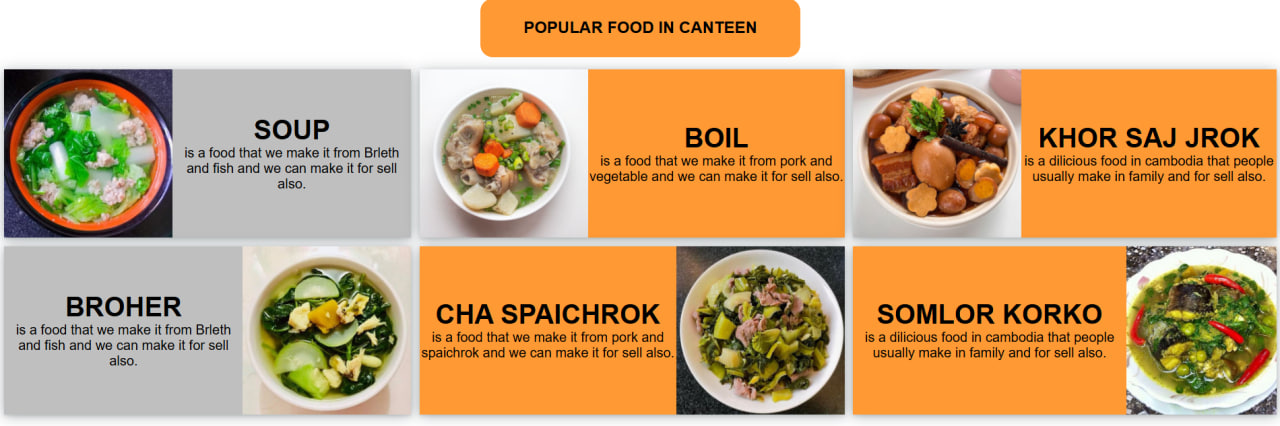 POPULAR FOOD IN CANTEEN
SOUP
is a food that we make it from Brleth
and fish and we can make it for sell
also.
BOIL
is a food that we make it from pork and
vegetable and we can make it for sell also.
KHOR SAJ JROK
is a dilicious food in cambodia that people
usually make in family and for sell also.
BROHER
is a food that we make it from Brleth
and fish and we can make it for sell
also.
CHA SPAICHROK
is a food that we make it from pork and
spaichrok and we can make it for sell also.
SOMLOR KORKO
is a dilicious food in cambodia that people
usually make in family and for sell also.